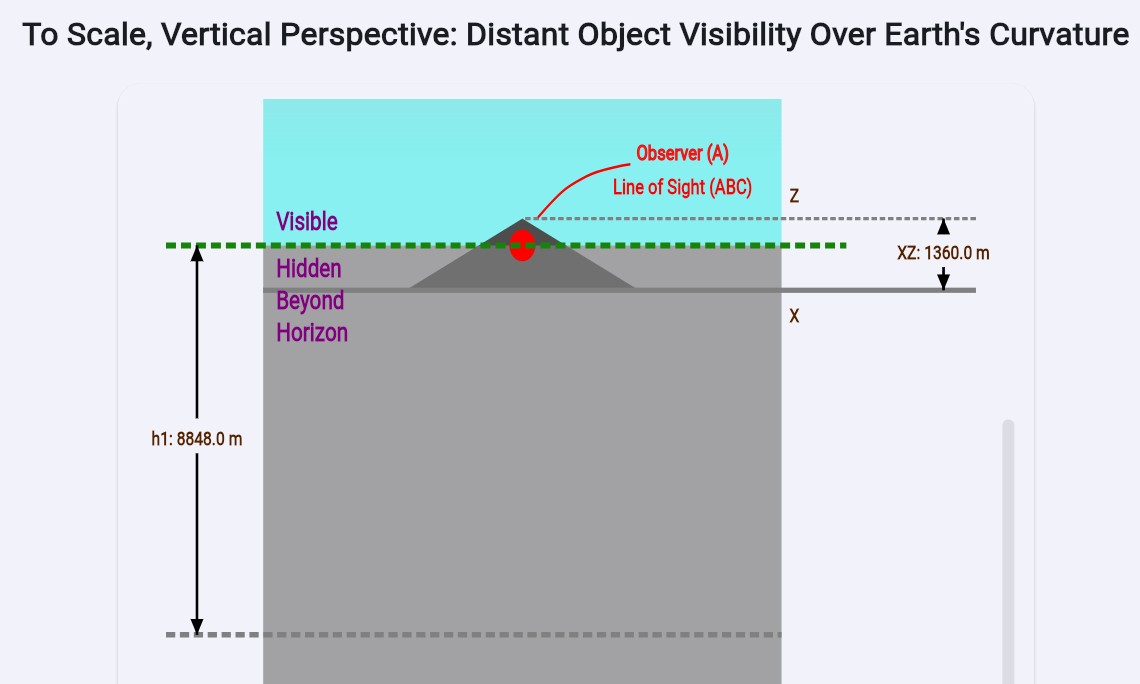 To Scale, Vertical Perspective: Distant Object Visibility Over Earth's Curvature
Observer (A)
Line of Sight (ABC)
Z
Visible
XZ: 1360.0 m
Hidden
Beyond
X
Horizon
h1: 8848.0 m